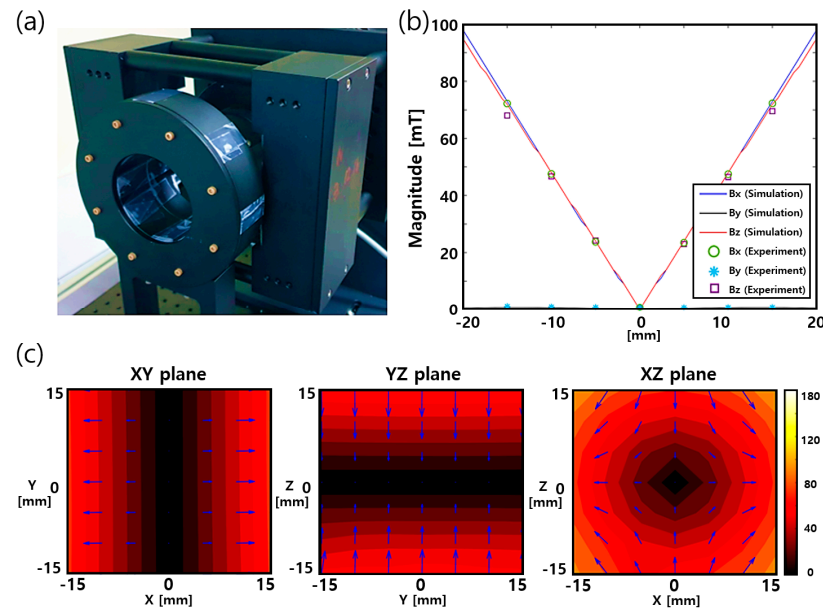 (a)
(b)
100
80
60
40
20
0
Magnitude [mT]
Bx (Simulation)
By (Simulation)
Bz (Simulation)
Bx (Experiment)
By (Experiment)
Bz (Experiment)
-20 -10 0 10 20
[mm]
(c)
XY plane
YZ plane
XZ plane
15
Y 0
[mm]
-15
-15 0 15
X [mm]
15
Z 0
[mm]
-15
-15 0 15
Y [mm]
15
Z 0
[mm]
-15
-15 0 15
X [mm]
180
120
80
40
0